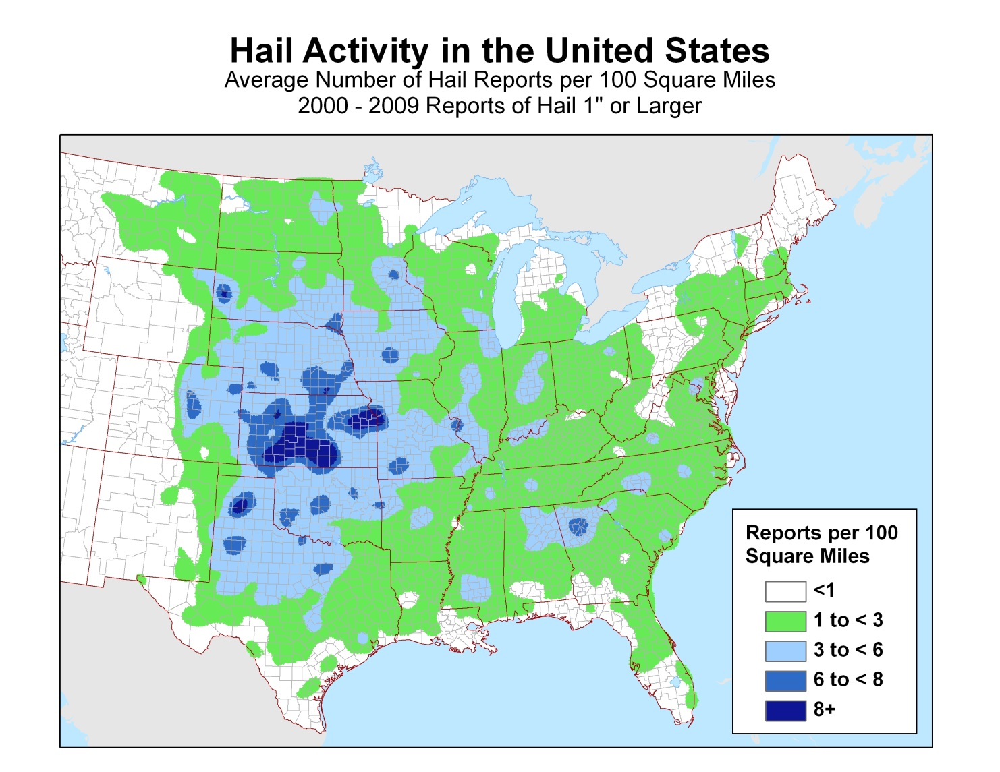 Hail Activity in the United States
Average Number of Hail Reports per 100 Square Miles
2000 - 2009 Reports of Hail 1" or Larger
Reports per 100
Square Miles
<1
1 to < 3
3 to < 6
6 to < 8
8+